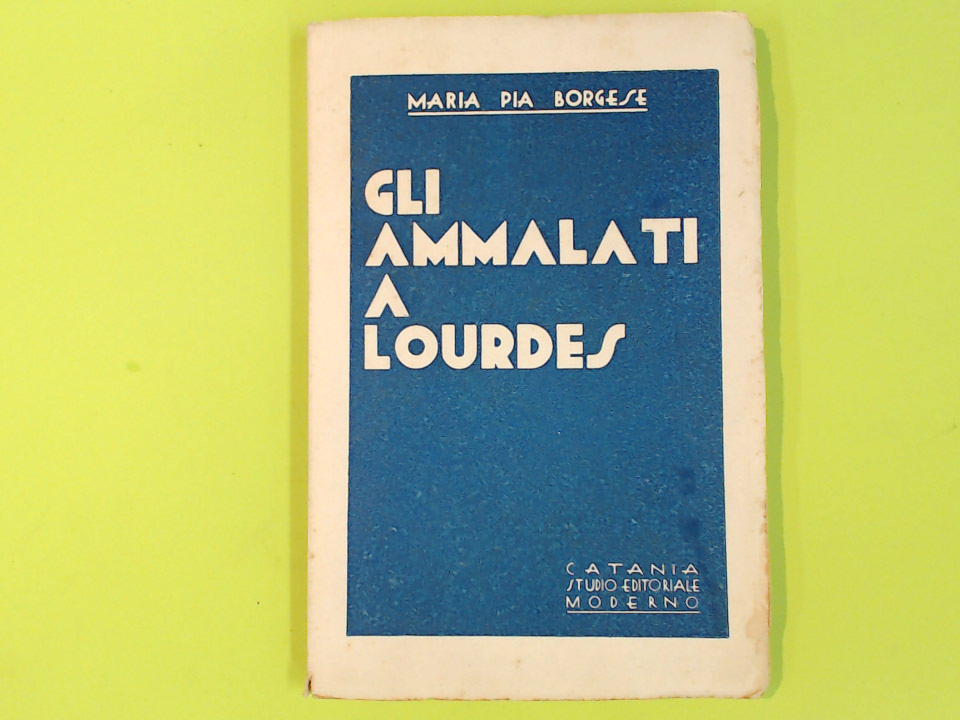 MARIA PIA BORGESE
GLI
AMMALATI
A
LOURDES
CATANIA
STUDIO EDITORIALE
MODERNO